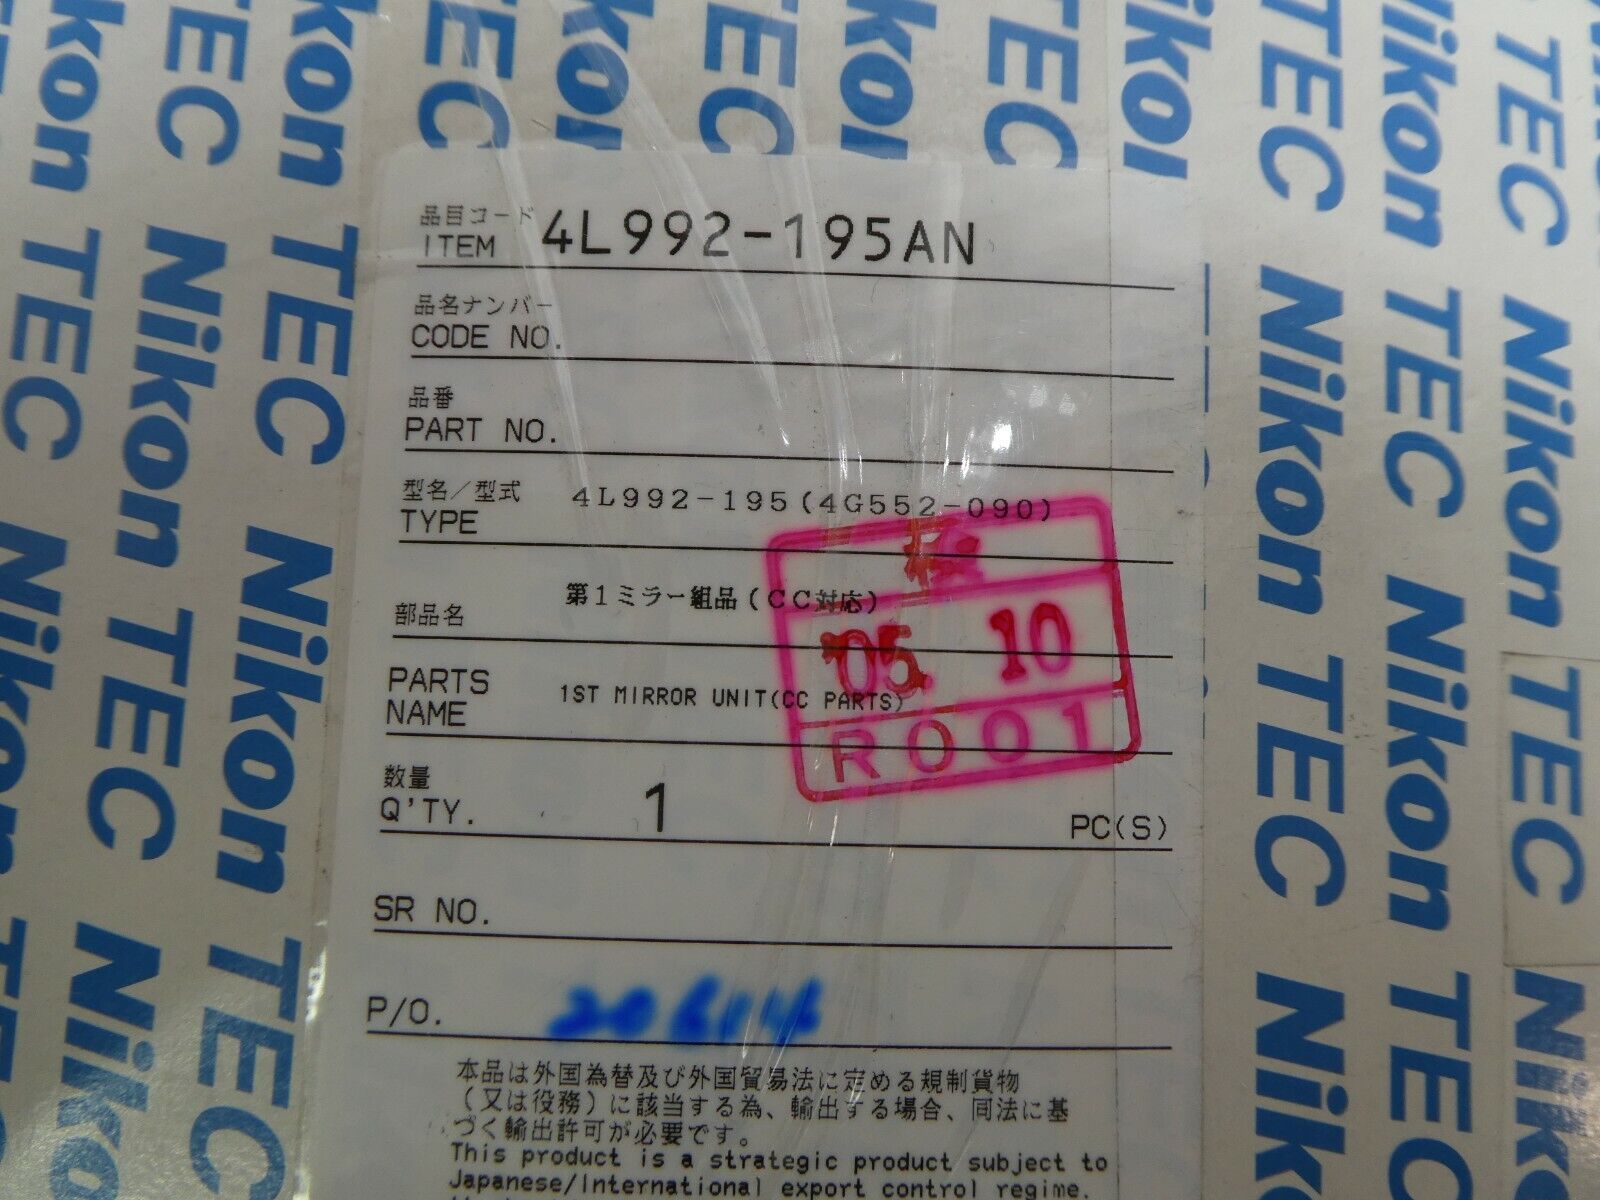 Nikon TEC Nikon TEC Nikon TEC
品目コード
ITEM 4L992-195AN
品名ナンバー
CODE NO.
品番
PART NO.
型名/型式 4L992-195(4G552-090)
TYPE
検
第1ミラー組品(CC対応)
部品名
'05. 10
PARTS
NAME 1ST MIRROR UNIT(CC PARTS)
R001
数量
Q'TY. 1 PC(S)
SR NO.
P/O. 206114
本品は外国為替及び外国貿易法に定める規制貨物
(又は役務)に該当する為、輸出する場合、同法に基
づく輸出許可が必要です。
This product is a strategic product subject to
Japanese/International export control regime.